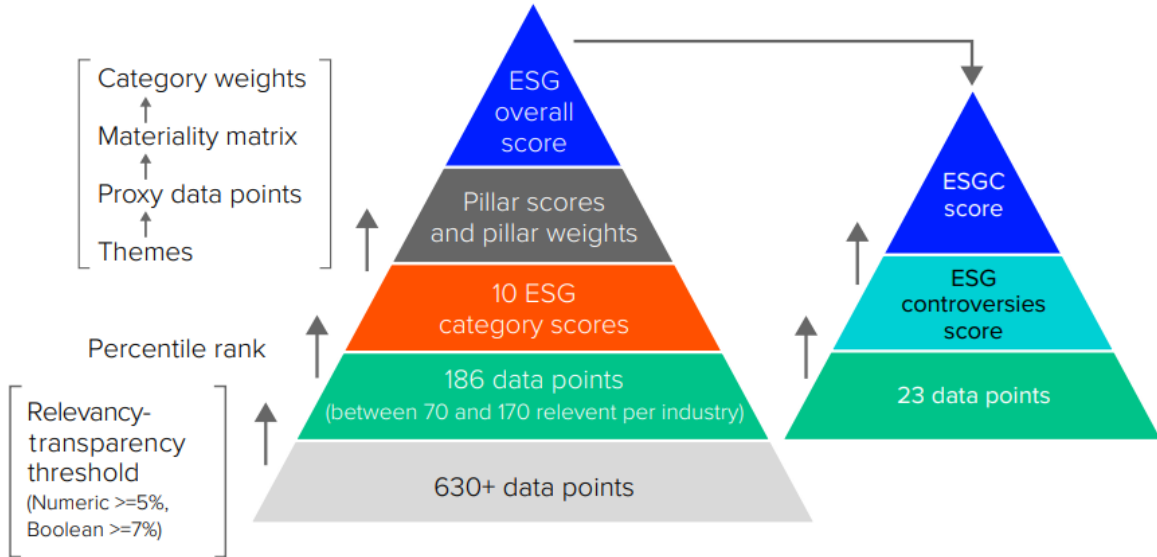 Category weights
Materiality matrix
Proxy data points
Themes
Percentile rank
Relevancy-
transparency
threshold
(Numeric >=5%,
Boolean >=7%)
ESG
overall
score
Pillar scores
and pillar weights
10 ESG
category scores
186 data points
(between 70 and 170 relevent per industry)
630+ data points
ESGC
score
ESG
controversies
score
23 data points